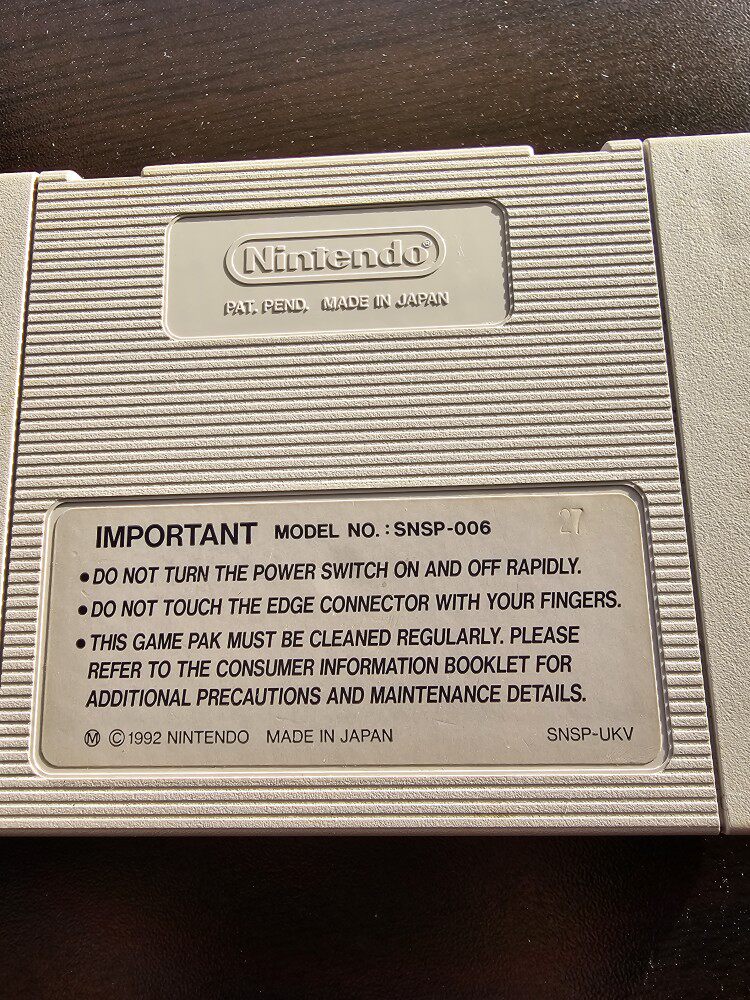 Nintendo®
PAT. PEND. MADE IN JAPAN
IMPORTANT MODEL NO.: SNSP-006 27
●DO NOT TURN THE POWER SWITCH ON AND OFF RAPIDLY.
●DO NOT TOUCH THE EDGE CONNECTOR WITH YOUR FINGERS.
●THIS GAME PAK MUST BE CLEANED REGULARLY. PLEASE
REFER TO THE CONSUMER INFORMATION BOOKLET FOR
ADDITIONAL PRECAUTIONS AND MAINTENANCE DETAILS.
Ⓜ ©1992 NINTENDO MADE IN JAPAN SNSP-UKV